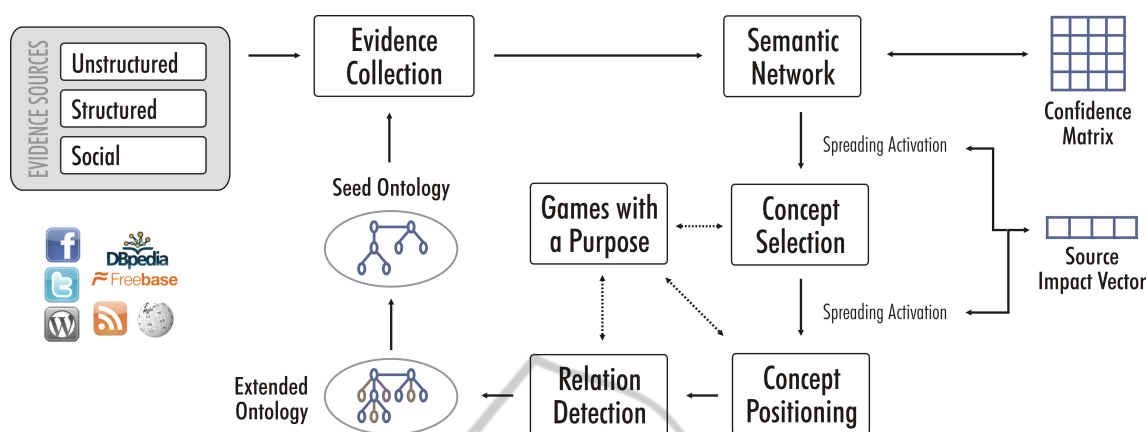 EVIDENCE SOURCES
Unstructured
Structured
Social
Evidence
Collection
Semantic
Network
Confidence
Matrix
Spreading Activation
Seed Ontology
Games with
a Purpose
Concept
Selection
Source
Impact Vector
f
DBpedia
Freebase
t
W
Spreading Activation
Extended
Ontology
Relation
Detection
Concept
Positioning